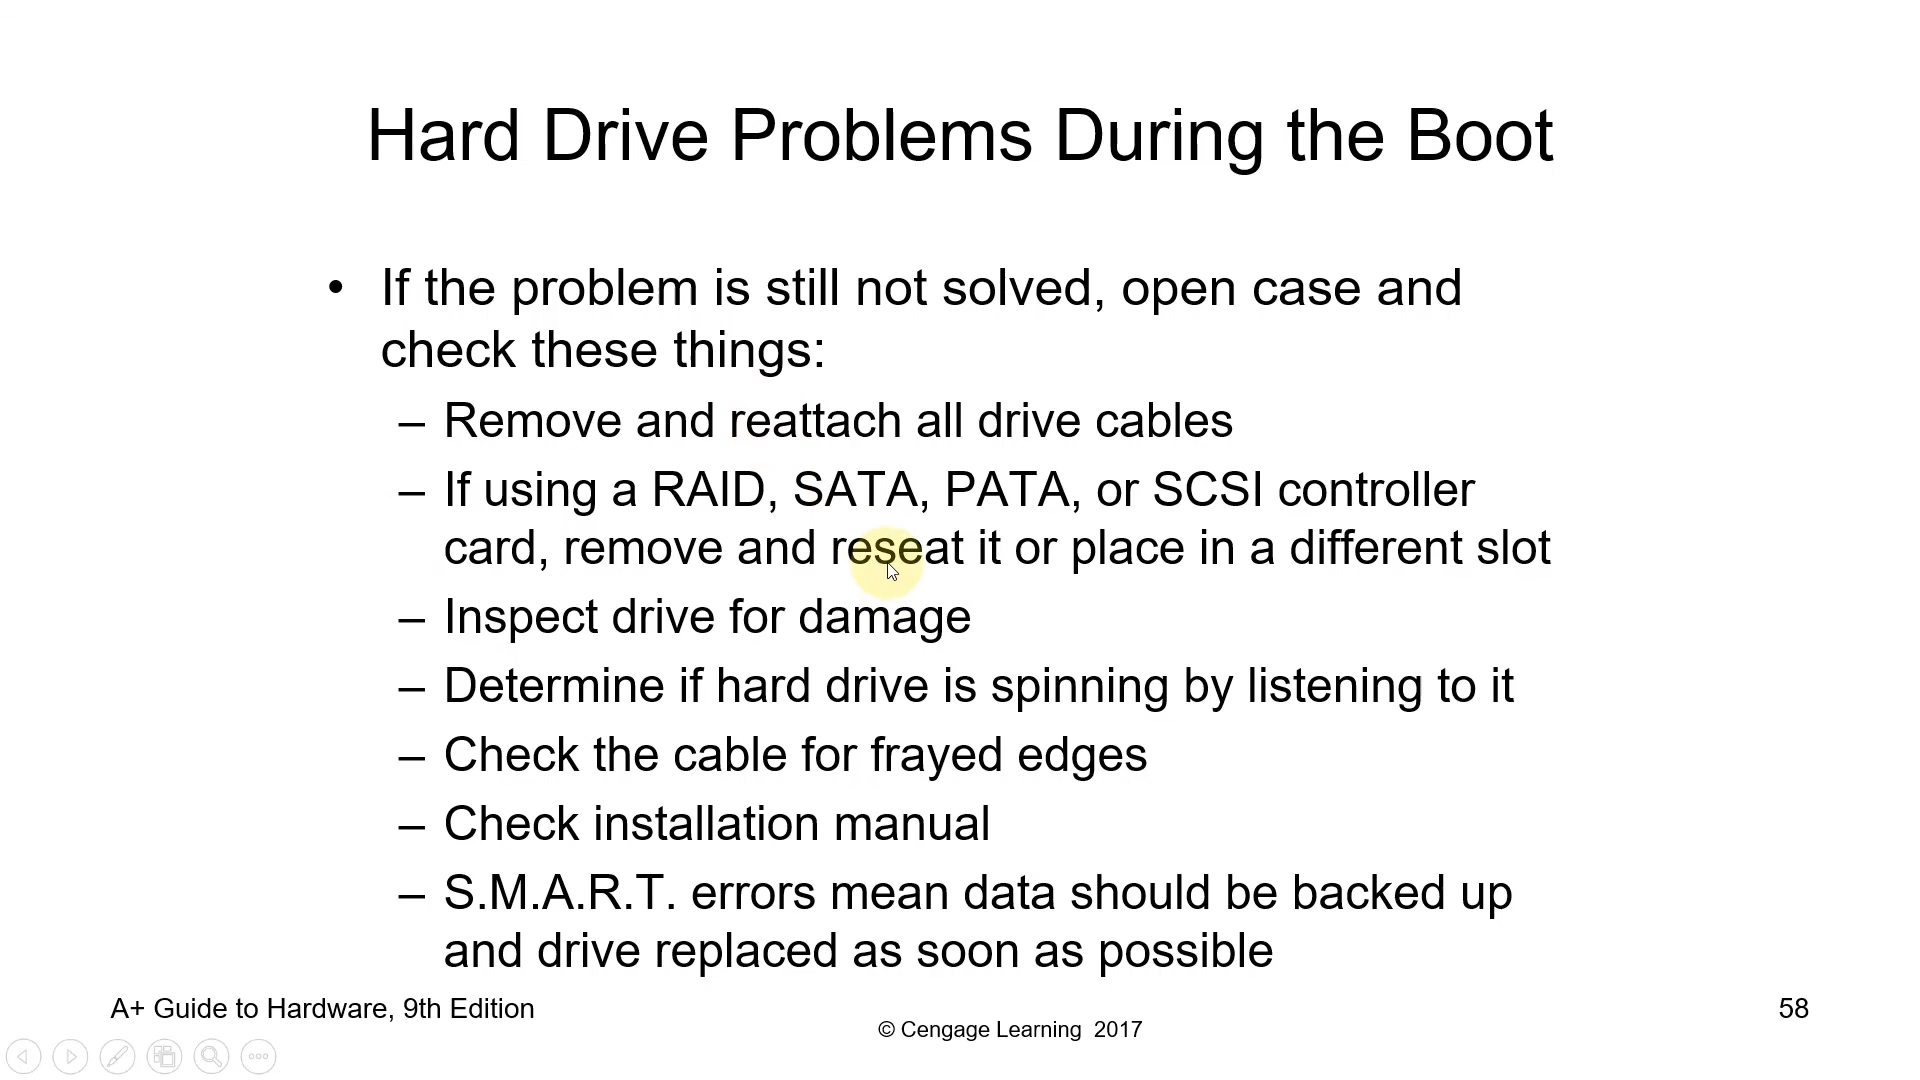 Hard Drive Problems During the Boot
• If the problem is still not solved, open case and
check these things:
– Remove and reattach all drive cables
– If using a RAID, SATA, PATA, or SCSI controller
card, remove and reseat it or place in a different slot
– Inspect drive for damage
– Determine if hard drive is spinning by listening to it
– Check the cable for frayed edges
– Check installation manual
– S.M.A.R.T. errors mean data should be backed up
and drive replaced as soon as possible
A+ Guide to Hardware, 9th Edition
© Cengage Learning 2017
58